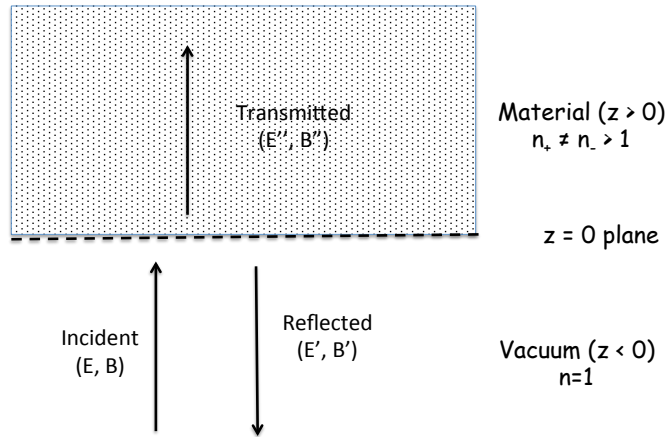 Transmitted
(E’’, B’’)
Material (z > 0)
n₊ ≠ n₋ > 1
z = 0 plane
Incident
(E, B)
Reflected
(E’, B’)
Vacuum (z < 0)
n=1